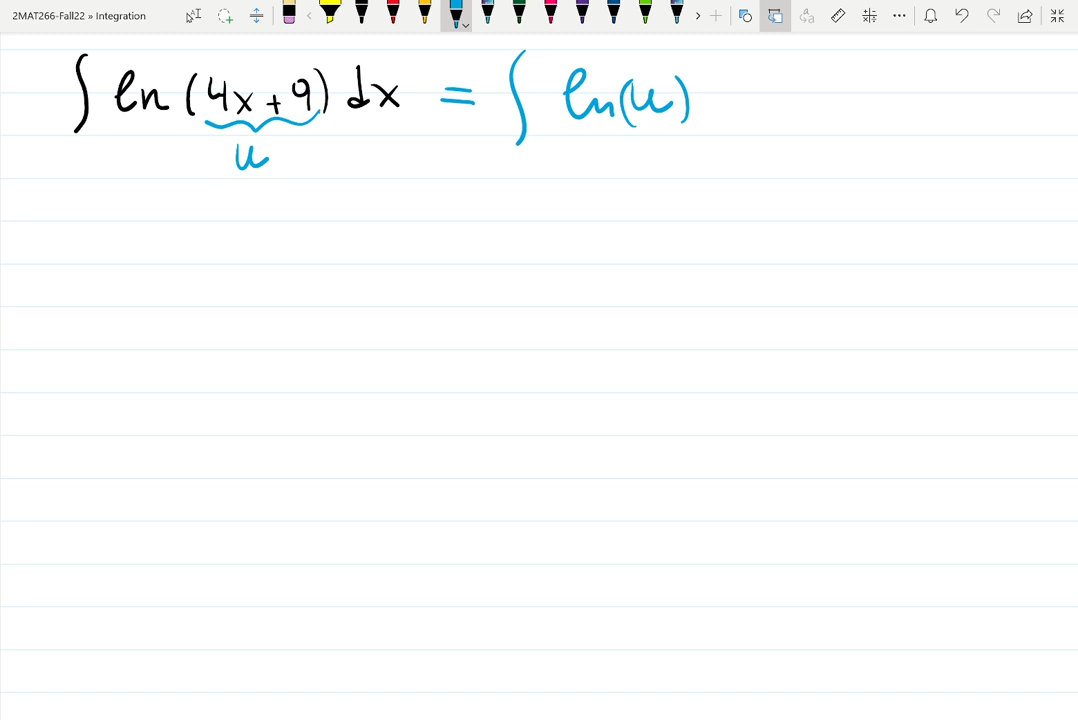 2MAT266-Fall22 » Integration
∫ ln (4x+9) dx = ∫ ln(u)
u